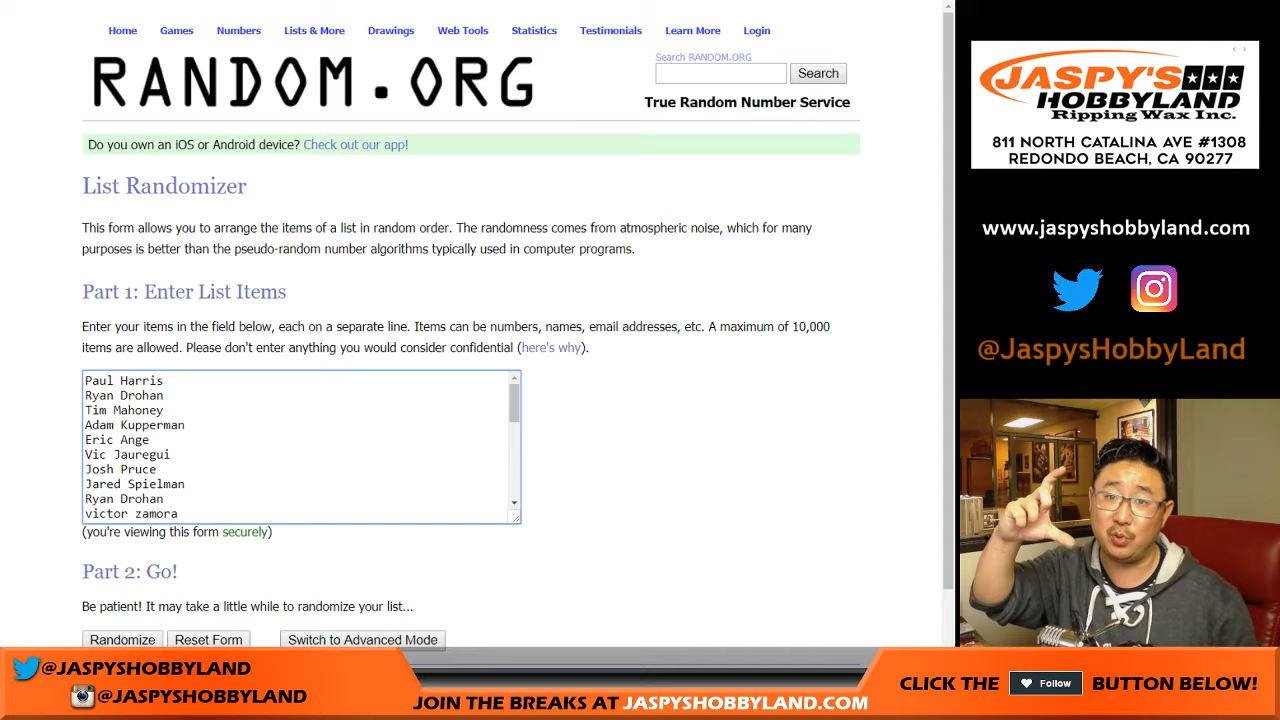 Home Games Numbers Lists & More Drawings Web Tools Statistics Testimonials Learn More Login
RANDOM.ORG
Search RANDOM.ORG
Search
True Random Number Service
Do you own an iOS or Android device? Check out our app!
List Randomizer
This form allows you to arrange the items of a list in random order. The randomness comes from atmospheric noise, which for many
purposes is better than the pseudo-random number algorithms typically used in computer programs.
Part 1: Enter List Items
Enter your items in the field below, each on a separate line. Items can be numbers, names, email addresses, etc. A maximum of 10,000
items are allowed. Please don't enter anything you would consider confidential (here's why).
Paul Harris
Ryan Drohan
Tim Mahoney
Adam Kupperman
Eric Ange
Vic Jauregui
Josh Pruce
Jared Spielman
Ryan Drohan
victor zamora
(you're viewing this form securely)
Part 2: Go!
Be patient! It may take a little while to randomize your list...
Randomize Reset Form Switch to Advanced Mode
JASPY'S
HOBBYLAND
Ripping Wax Inc.
811 NORTH CATALINA AVE #1308
REDONDO BEACH, CA 90277
www.jaspyshobbyland.com
@JaspysHobbyLand
@JASPYSHOBBYLAND
@JASPYSHOBBYLAND
JOIN THE BREAKS AT JASPYSHOBBYLAND.COM
CLICK THE Follow BUTTON BELOW!